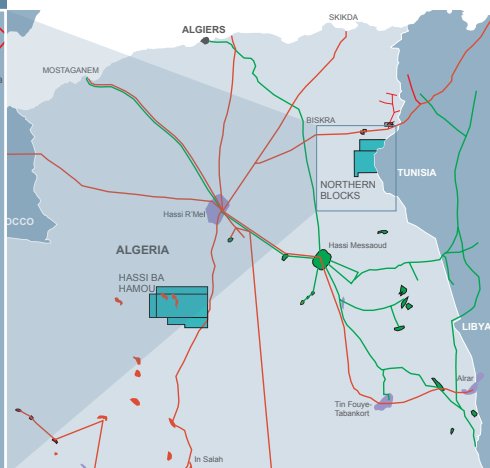 SKIKDA
ALGIERS
MOSTAGANEM
BISKRA
TUNISIA
NORTHERN
BLOCKS
Hassi R'Mel
OCCO
ALGERIA
Hassi Messaoud
HASSI BA
HAMOU
LIBYA
Alrar
Tin Fouye-
Tabankort
In Salah